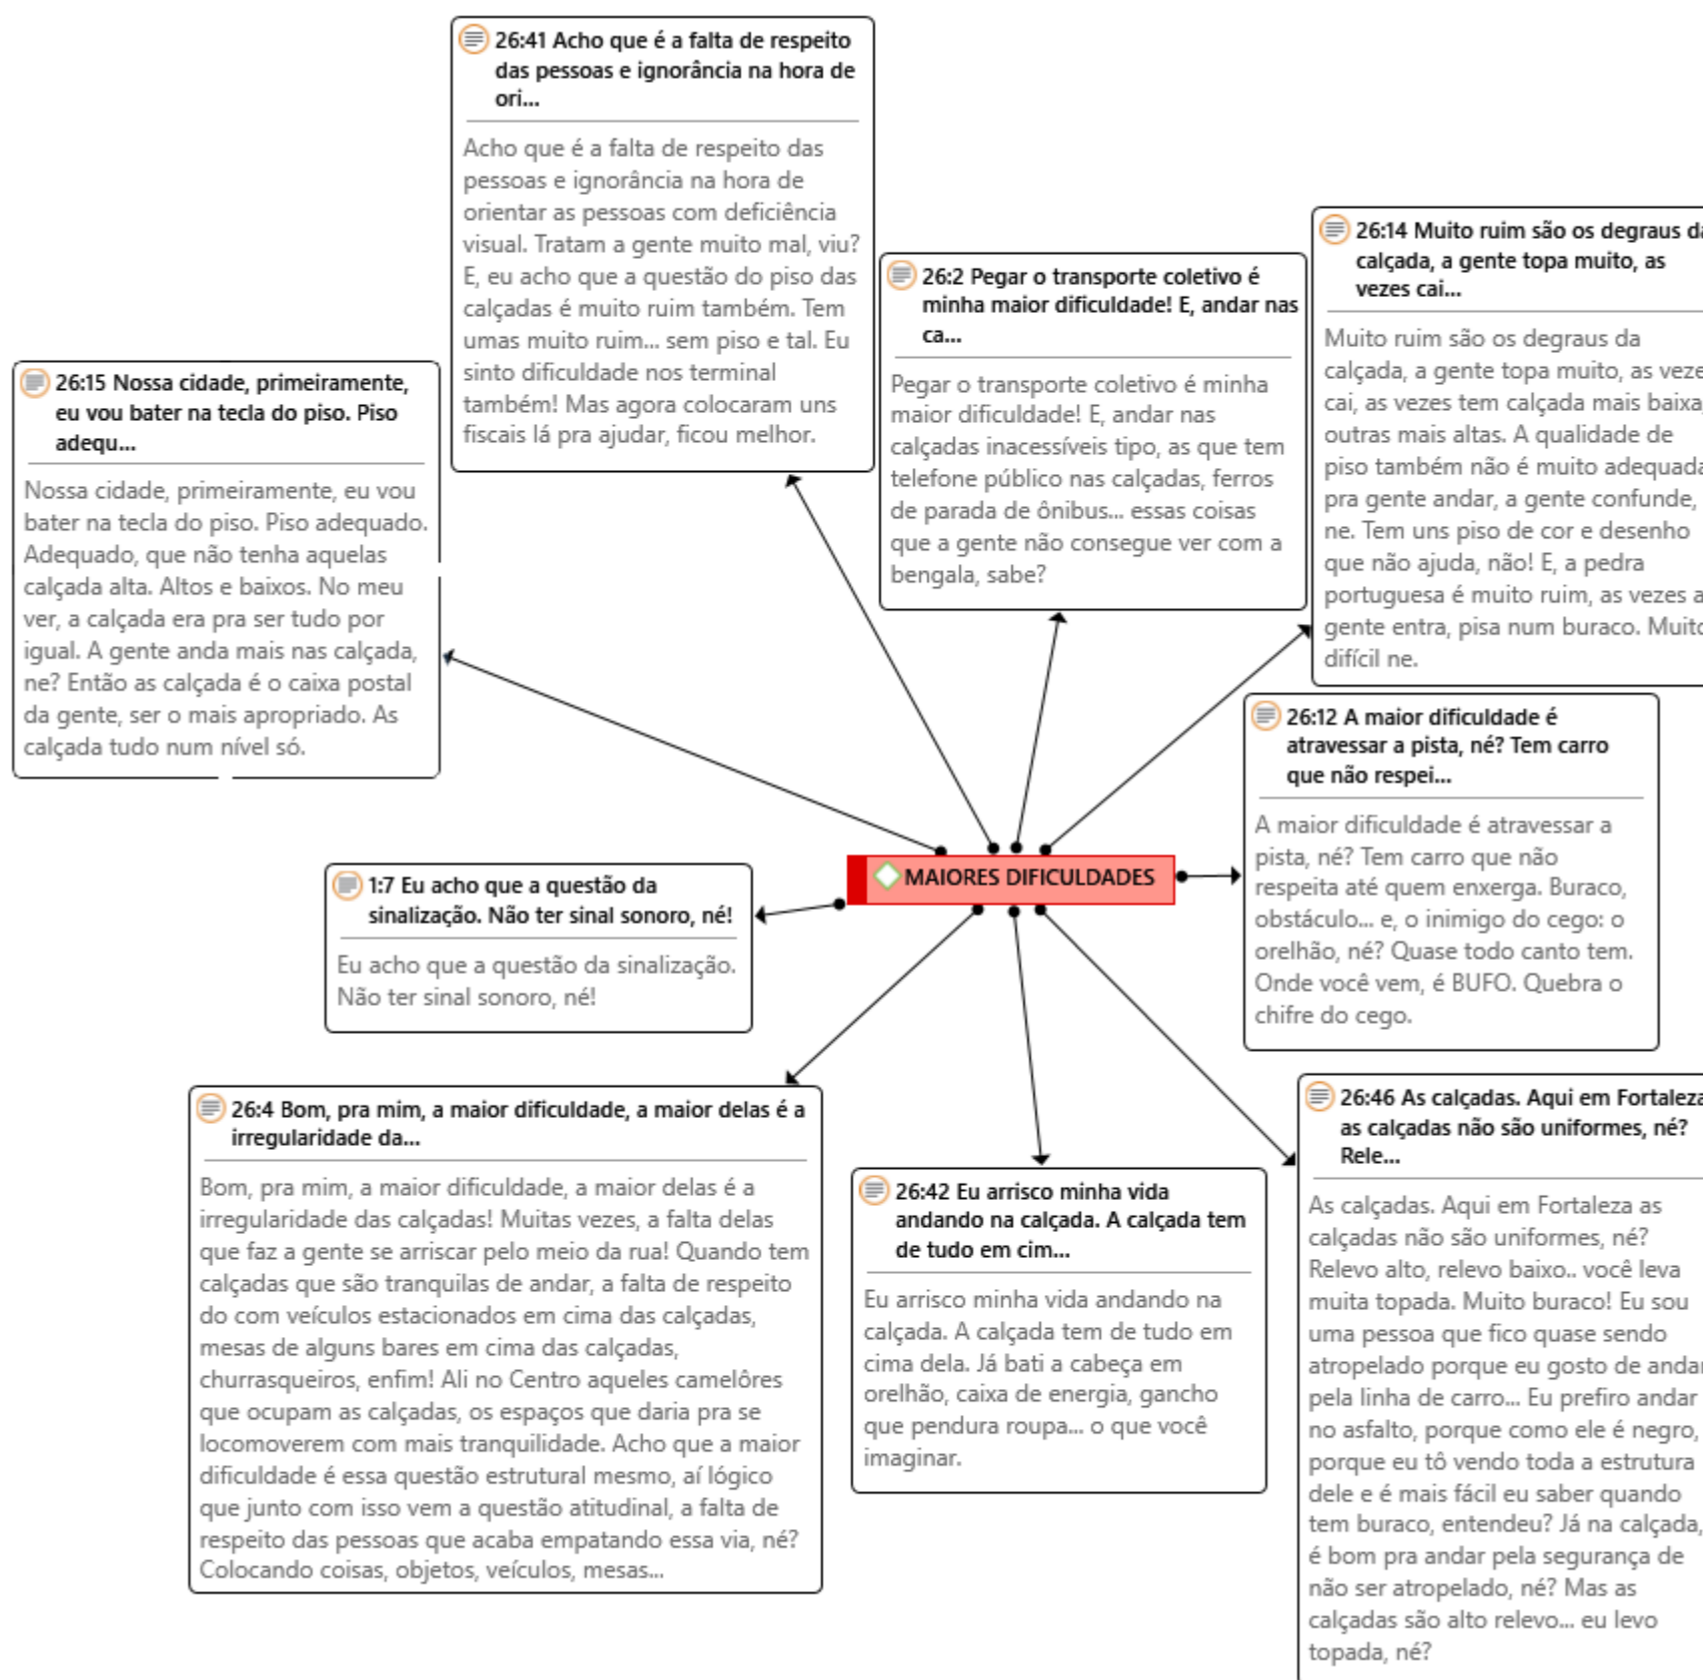 26:41 Acho que é a falta de respeito
das pessoas e ignorância na hora de
ori...
Acho que é a falta de respeito das
pessoas e ignorância na hora de
orientar as pessoas com deficiência
visual. Tratam a gente muito mal, viu?
E, eu acho que a questão do piso das
calçadas é muito ruim também. Tem
umas muito ruim... sem piso e tal. Eu
sinto dificuldade nos terminal
também! Mas agora colocaram uns
fiscais lá pra ajudar, ficou melhor.
26:2 Pegar o transporte coletivo é
minha maior dificuldade! E, andar nas
ca...
Pegar o transporte coletivo é minha
maior dificuldade! E, andar nas
calçadas inacessíveis tipo, as que tem
telefone público nas calçadas, ferros
de parada de ônibus... essas coisas
que a gente não consegue ver com a
bengala, sabe?
26:14 Muito ruim são os degraus da
calçada, a gente topa muito, as
vezes cai...
Muito ruim são os degraus da
calçada, a gente topa muito, as veze
cai, as vezes tem calçada mais baixa,
outras mais altas. A qualidade de
piso também não é muito adequada
pra gente andar, a gente confunde,
ne. Tem uns piso de cor e desenho
que não ajuda, não! E, a pedra
portuguesa é muito ruim, as vezes a
gente entra, pisa num buraco. Muito
difícil ne.
26:15 Nossa cidade, primeiramente,
eu vou bater na tecla do piso. Piso
adequ...
Nossa cidade, primeiramente, eu vou
bater na tecla do piso. Piso adequado.
Adequado, que não tenha aquelas
calçada alta. Altos e baixos. No meu
ver, a calçada era pra ser tudo por
igual. A gente anda mais nas calçada,
ne? Então as calçada é o caixa postal
da gente, ser o mais apropriado. As
calçada tudo num nível só.
26:12 A maior dificuldade é
atravessar a pista, né? Tem carro
que não respei...
A maior dificuldade é atravessar a
pista, né? Tem carro que não
respeita até quem enxerga. Buraco,
obstáculo... e, o inimigo do cego: o
orelhão, né? Quase todo canto tem.
Onde você vem, é BUFO. Quebra o
chifre do cego.
MAIORES DIFICULDADES
1:7 Eu acho que a questão da
sinalização. Não ter sinal sonoro, né!
Eu acho que a questão da sinalização.
Não ter sinal sonoro, né!
26:4 Bom, pra mim, a maior dificuldade, a maior delas é a
irregularidade da...
Bom, pra mim, a maior dificuldade, a maior delas é a
irregularidade das calçadas! Muitas vezes, a falta delas
que faz a gente se arriscar pelo meio da rua! Quando tem
calçadas que são tranquilas de andar, a falta de respeito
do com veículos estacionados em cima das calçadas,
mesas de alguns bares em cima das calçadas,
churrasqueiros, enfim! Ali no Centro aqueles camelôres
que ocupam as calçadas, os espaços que daria pra se
locomoverem com mais tranquilidade. Acho que a maior
dificuldade é essa questão estrutural mesmo, aí lógico
que junto com isso vem a questão atitudinal, a falta de
respeito das pessoas que acaba empatando essa via, né?
Colocando coisas, objetos, veículos, mesas...
26:42 Eu arrisco minha vida
andando na calçada. A calçada tem
de tudo em cim...
Eu arrisco minha vida andando na
calçada. A calçada tem de tudo em
cima dela. Já bati a cabeça em
orelhão, caixa de energia, gancho
que pendura roupa... o que você
imaginar.
26:46 As calçadas. Aqui em Fortaleza
as calçadas não são uniformes, né?
Rele...
As calçadas. Aqui em Fortaleza as
calçadas não são uniformes, né?
Relevo alto, relevo baixo.. você leva
muita topada. Muito buraco! Eu sou
uma pessoa que fico quase sendo
atropelado porque eu gosto de andar
pela linha de carro... Eu prefiro andar
no asfalto, porque como ele é negro,
porque eu tô vendo toda a estrutura
dele e é mais fácil eu saber quando
tem buraco, entendeu? Já na calçada,
é bom pra andar pela segurança de
não ser atropelado, né? Mas as
calçadas são alto relevo... eu levo
topada, né?